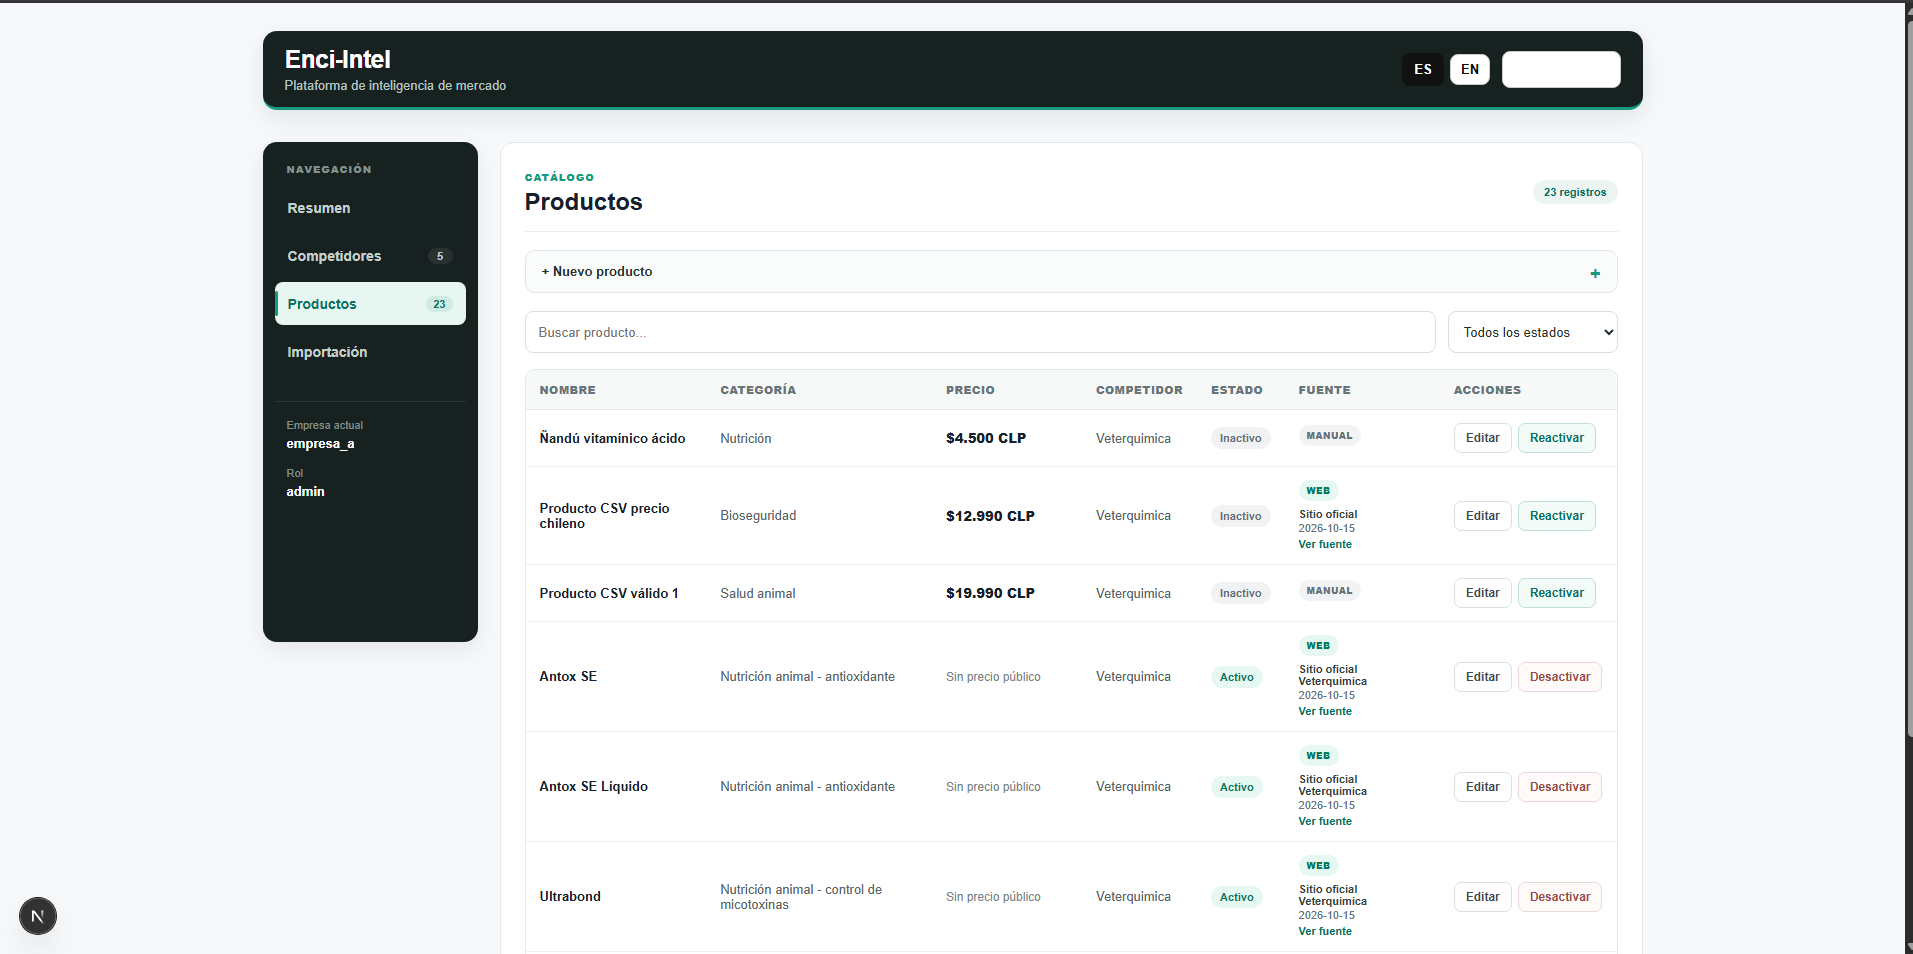 Enci-Intel
Plataforma de inteligencia de mercado
ES
EN
NAVEGACIÓN
Resumen
Competidores 5
Productos 23
Importación
Empresa actual
empresa_a
Rol
admin
CATÁLOGO
Productos
23 registros
+ Nuevo producto
+
Buscar producto...
Todos los estados
NOMBRE CATEGORÍA PRECIO COMPETIDOR ESTADO FUENTE ACCIONES
Ñandú vitamínico ácido Nutrición $4.500 CLP Veterquimica Inactivo MANUAL Editar Reactivar
Producto CSV precio
chileno
Bioseguridad $12.990 CLP Veterquimica Inactivo
WEB
Sitio oficial
2026-10-15
Ver fuente
Editar Reactivar
Producto CSV válido 1 Salud animal $19.990 CLP Veterquimica Inactivo MANUAL Editar Reactivar
Antox SE Nutrición animal - antioxidante Sin precio público Veterquimica Activo
WEB
Sitio oficial
Veterquimica
2026-10-15
Ver fuente
Editar Desactivar
Antox SE Líquido Nutrición animal - antioxidante Sin precio público Veterquimica Activo
WEB
Sitio oficial
Veterquimica
2026-10-15
Ver fuente
Editar Desactivar
Ultrabond
Nutrición animal - control de
micotoxinas
Sin precio público Veterquimica Activo
WEB
Sitio oficial
Veterquimica
2026-10-15
Ver fuente
Editar Desactivar
N